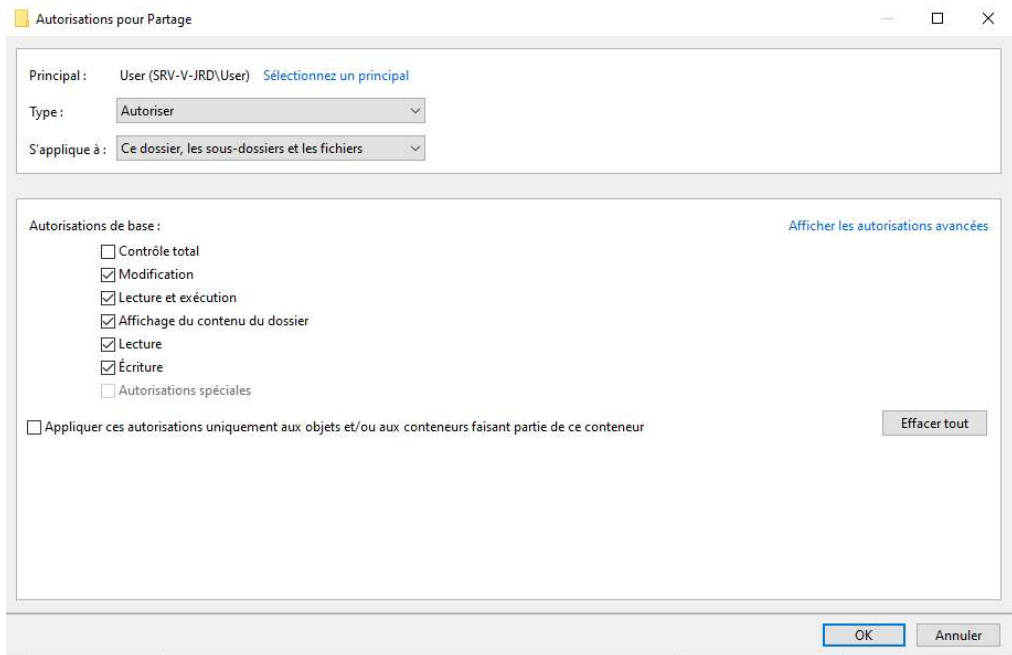 Autorisations pour Partage
Principal : User (SRV-V-JRD\User) Sélectionnez un principal
Type : Autoriser
S'applique à : Ce dossier, les sous-dossiers et les fichiers
Autorisations de base : Afficher les autorisations avancées
Contrôle total
Modification
Lecture et exécution
Affichage du contenu du dossier
Lecture
Écriture
Autorisations spéciales
Appliquer ces autorisations uniquement aux objets et/ou aux conteneurs faisant partie de ce conteneur Effacer tout
OK Annuler